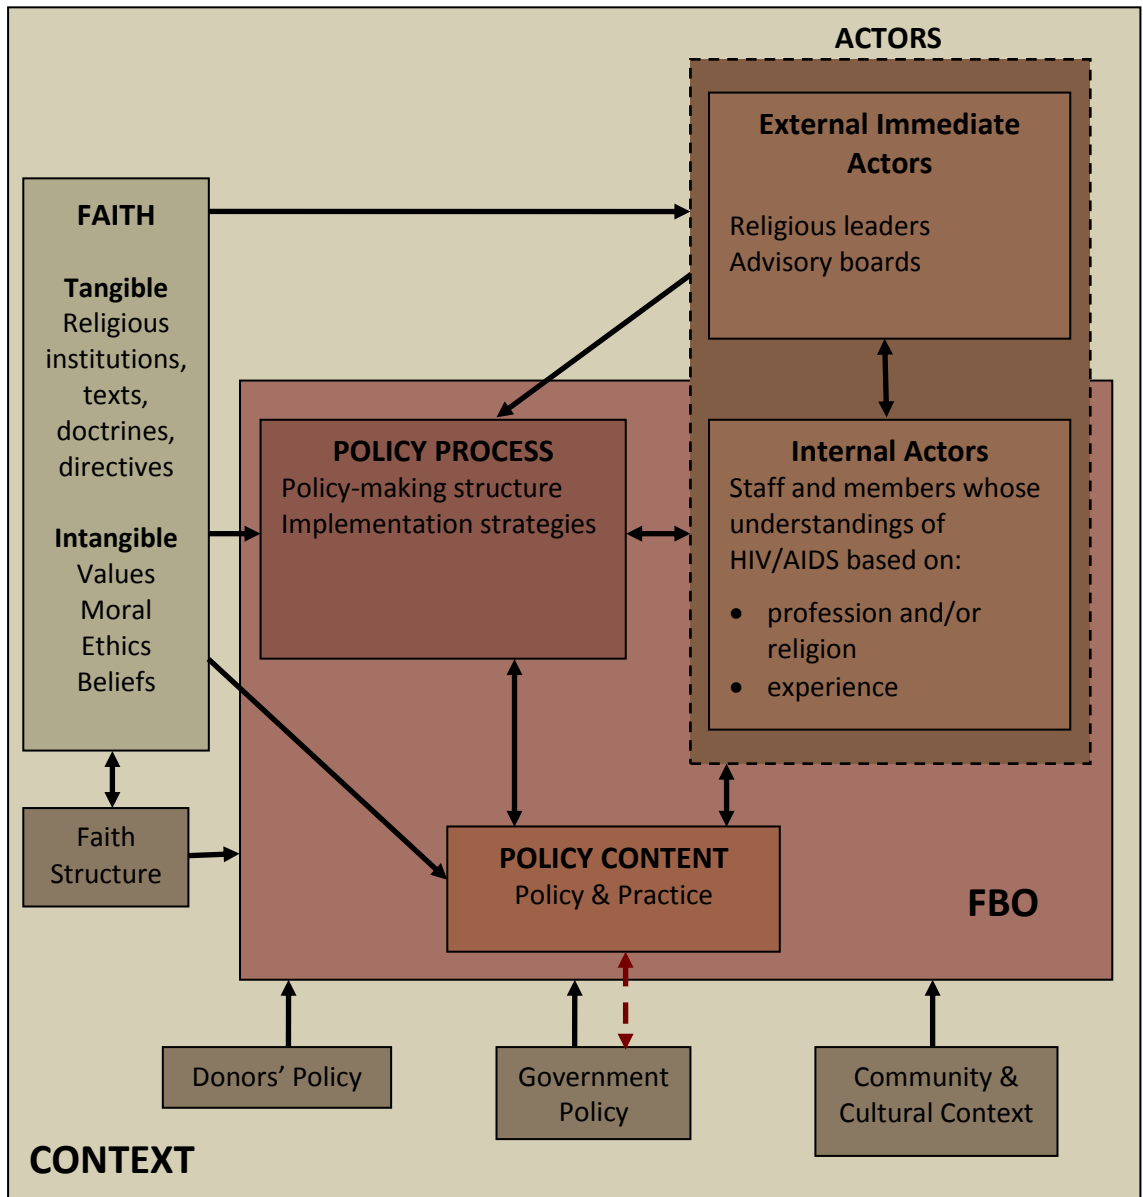 ACTORS
External Immediate
Actors
Religious leaders
Advisory boards
FAITH
Tangible
Religious
institutions,
texts,
doctrines,
directives
Intangible
Values
Moral
Ethics
Beliefs
POLICY PROCESS
Policy-making structure
Implementation strategies
Internal Actors
Staff and members whose
understandings of
HIV/AIDS based on:
• profession and/or
religion
• experience
Faith
Structure
POLICY CONTENT
Policy & Practice
FBO
Donors’ Policy
Government
Policy
Community &
Cultural Context
CONTEXT